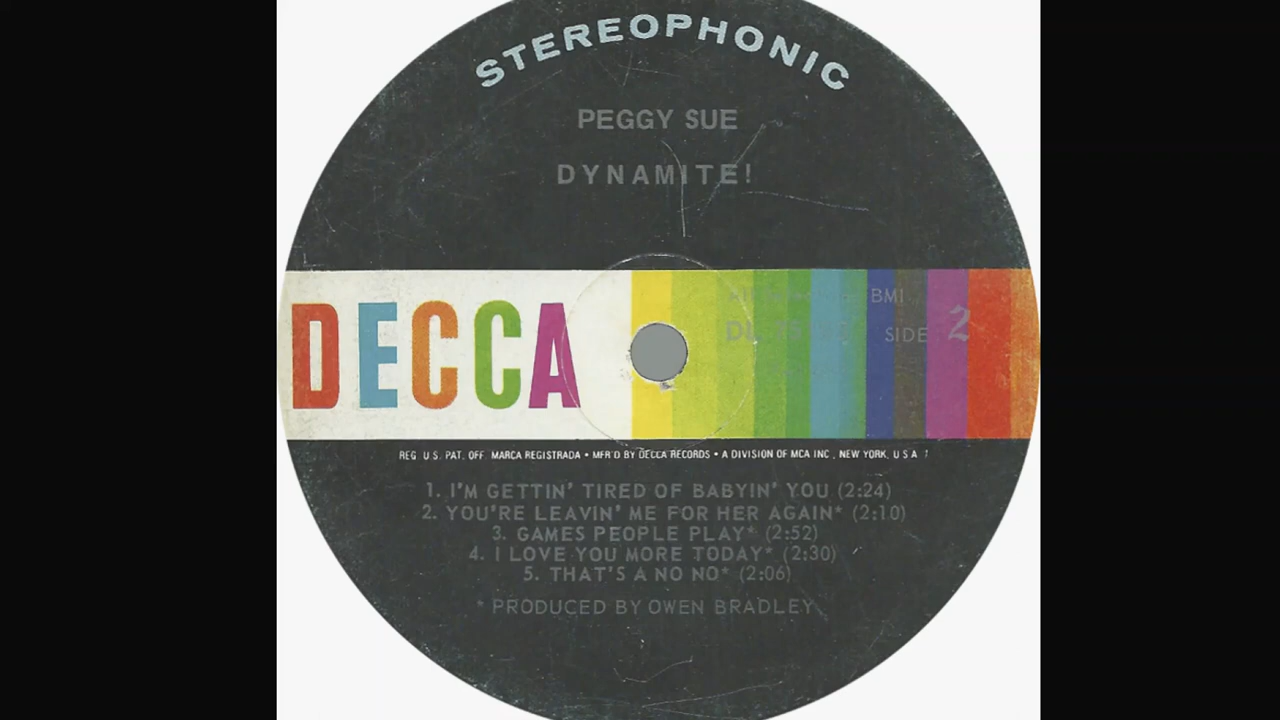 STEREOPHONIC
PEGGY SUE
DYNAMITE!
BMI
DECCA
DL 75
SIDE 2
REG. U.S. PAT. OFF. MARCA REGISTRADA • MFR'D BY DECCA RECORDS • A DIVISION OF MCA INC., NEW YORK, U S A
1. I'M GETTIN' TIRED OF BABYIN' YOU (2:24)
2. YOU'RE LEAVIN' ME FOR HER AGAIN* (2:10)
3. GAMES PEOPLE PLAY* (2:52)
4. I LOVE YOU MORE TODAY* (2:30)
5. THAT'S A NO NO* (2:06)
* PRODUCED BY OWEN BRADLEY